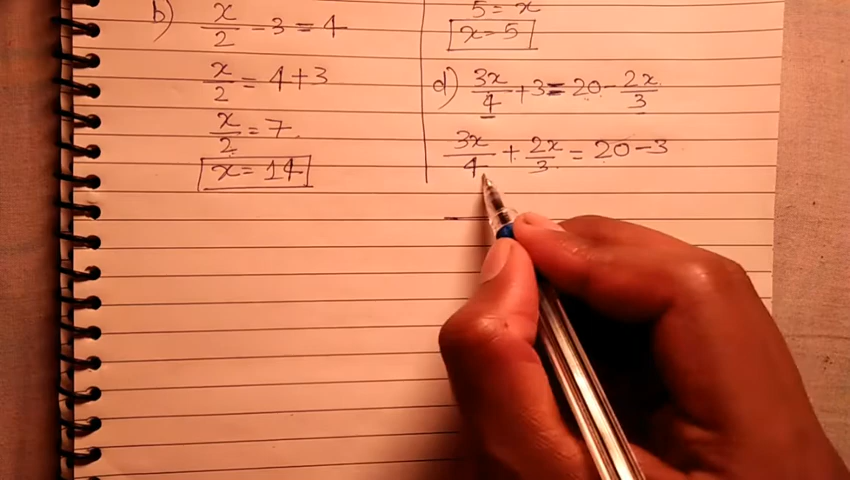 b) x/2 - 3 = 4
x/2 = 4+3
x/2 = 7
x = 14
5 = x
x = 5
d) 3x/4 + 3 = 20 - 2x/3
3x/4 + 2x/3 = 20 - 3